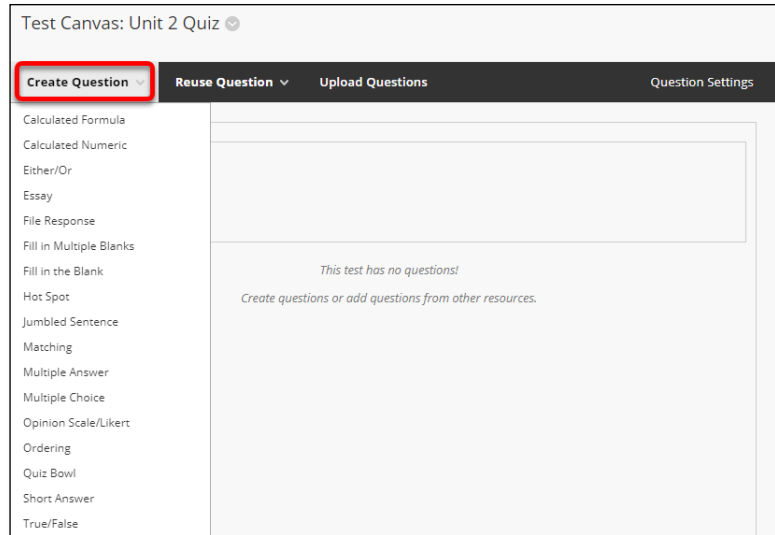 Test Canvas: Unit 2 Quiz
Create Question Reuse Question Upload Questions Question Settings
Calculated Formula
Calculated Numeric
Either/Or
Essay
File Response
Fill in Multiple Blanks
Fill in the Blank
Hot Spot
Jumbled Sentence
Matching
Multiple Answer
Multiple Choice
Opinion Scale/Likert
Ordering
Quiz Bowl
Short Answer
True/False
This test has no questions!
Create questions or add questions from other resources.